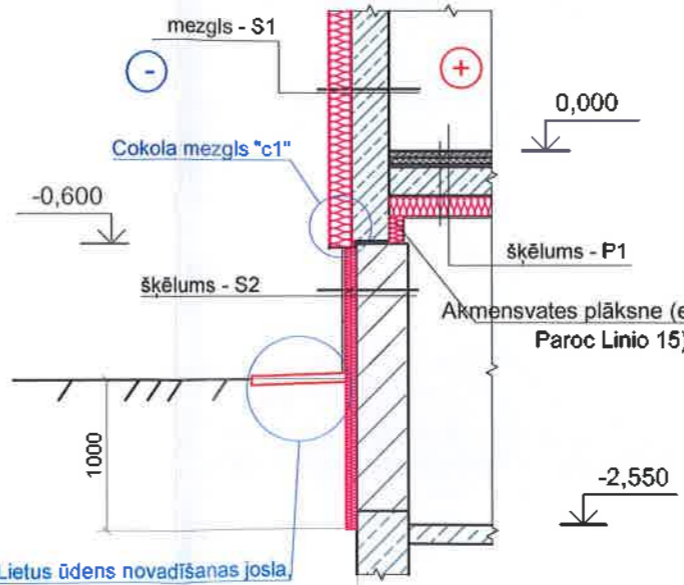 mezgls - S1
-
+
0,000
Cokola mezgls "c1"
-0,600
šķēlums - P1
šķēlums - S2
Akmensvates plāksne (e
Paroc Linio 15)
1000
-2,550
Lietus ūdens novadīšanas josla,